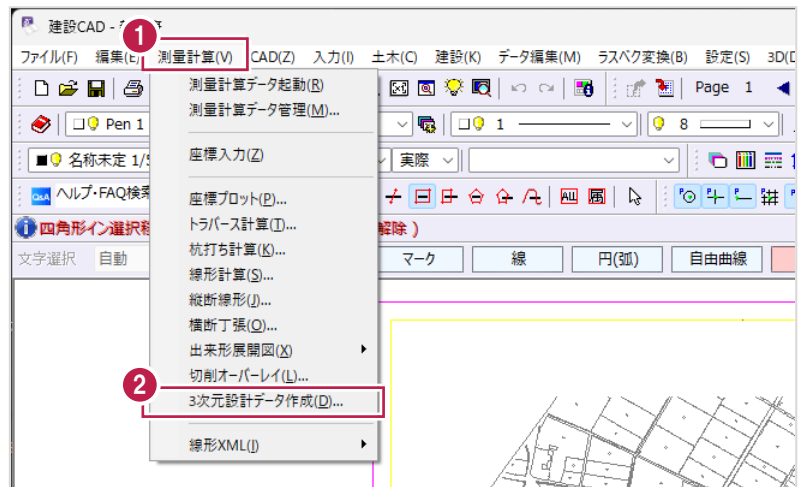 建設CAD -
1
ファイル(F) 編集(E) 測量計算(V) CAD(Z) 入力(I) 土木(C) 建設(K) データ編集(M) ラスベク変換(B) 設定(S)
測量計算データ起動(R)
Page 1
測量計算データ管理(M)...
Pen 1
1
8
座標入力(Z)
名称未定
実際
座標プロット(P)...
Q&A ヘルプ・FAQ検索
ALL 属
トラバース計算(T)...
四角形イン選択
解除 )
杭打ち計算(K)...
文字選択 自動
マーク 線 円(弧) 自由曲線
線形計算(S)...
縦断線形(J)...
横断丁張(O)...
出来形展開図(X)
切削オーバーレイ(L)...
2
3次元設計データ作成(D)...
線形XML(J)